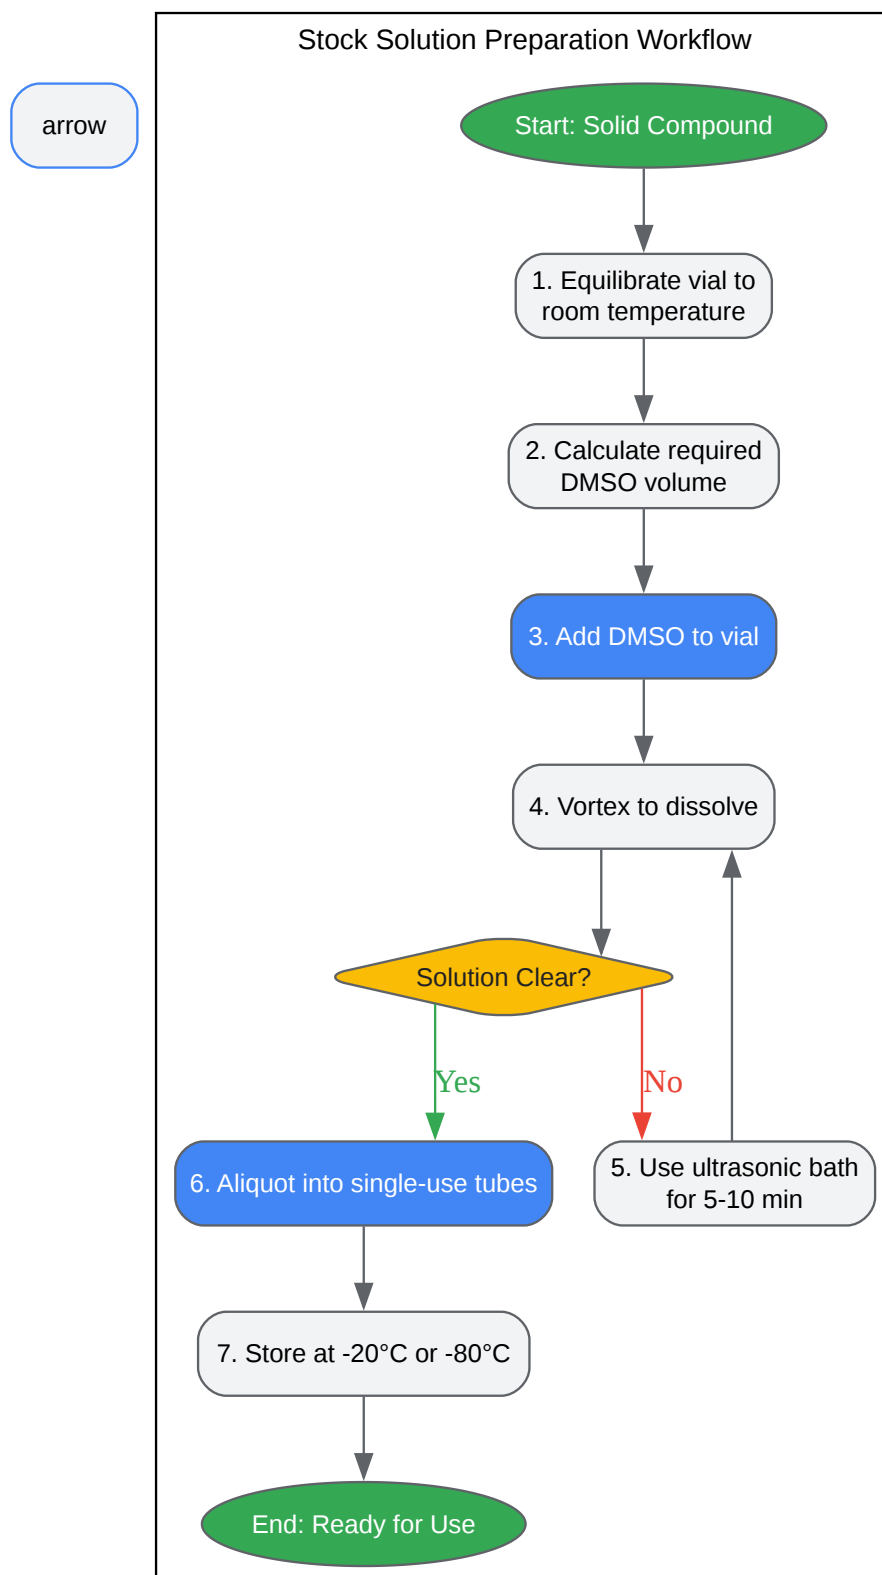 Stock Solution Preparation Workflow
arrow
Start: Solid Compound
1. Equilibrate vial to
room temperature
2. Calculate required
DMSO volume
3. Add DMSO to vial
4. Vortex to dissolve
Solution Clear?
Yes
No
6. Aliquot into single-use tubes
5. Use ultrasonic bath
for 5-10 min
7. Store at -20°C or -80°C
End: Ready for Use